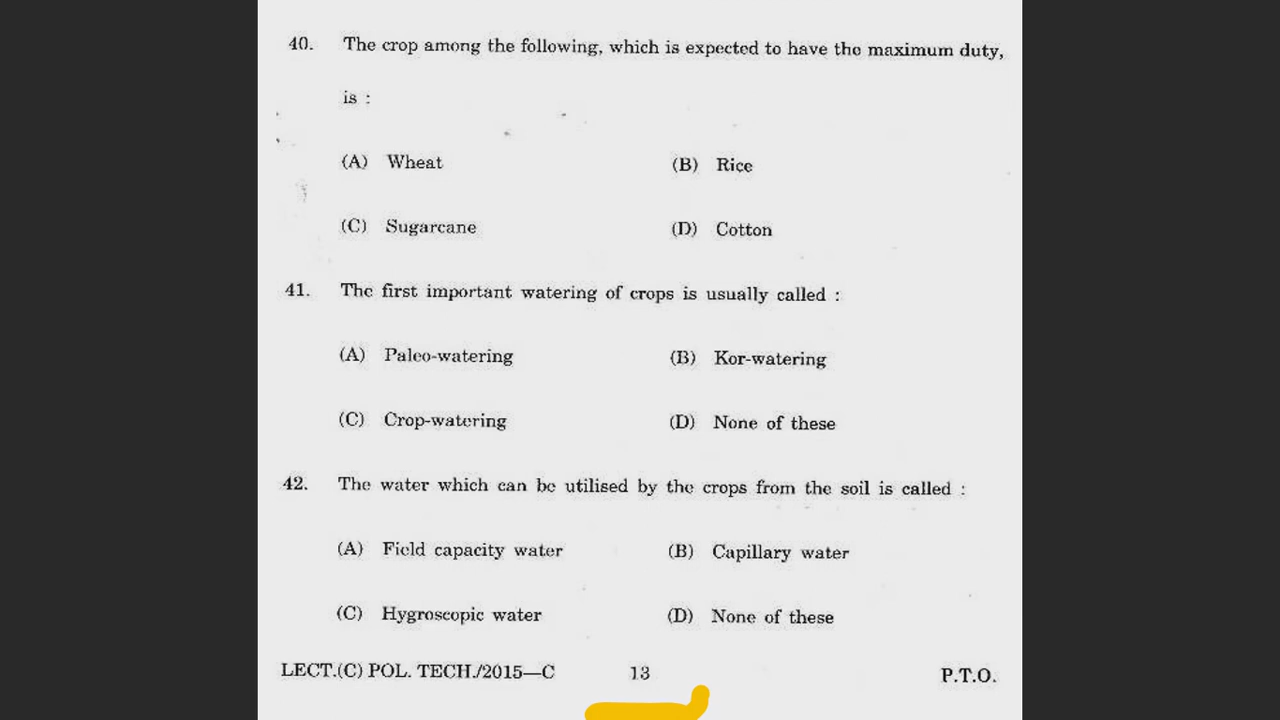 40. The crop among the following, which is expected to have the maximum duty,
is :
(A) Wheat (B) Rice
(C) Sugarcane (D) Cotton
41. The first important watering of crops is usually called :
(A) Paleo-watering (B) Kor-watering
(C) Crop-watering (D) None of these
42. The water which can be utilised by the crops from the soil is called :
(A) Field capacity water (B) Capillary water
(C) Hygroscopic water (D) None of these
LECT.(C) POL. TECH./2015—C 13 P.T.O.